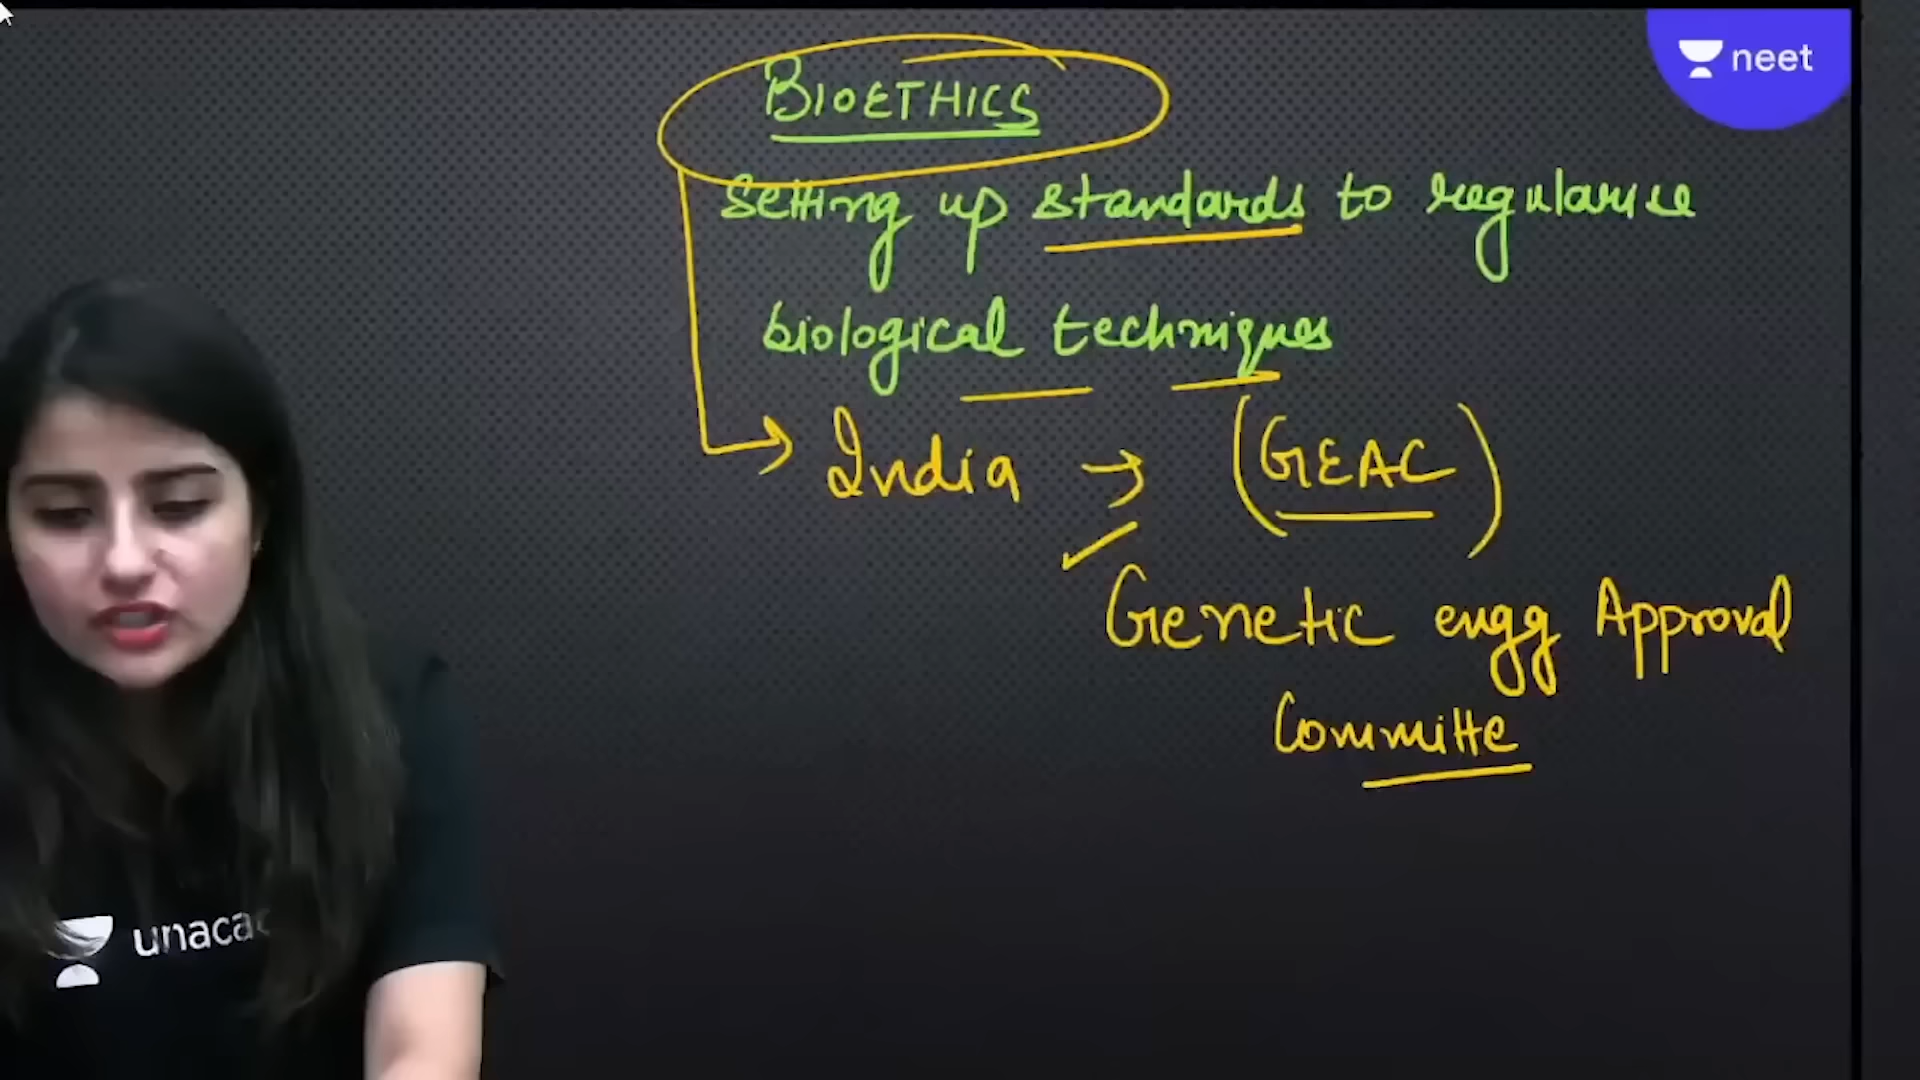 neet
BIOETHICS
Setting up standards to regularise
biological techniques
India → (GEAC)
Genetic engg Approval
Committe
unaca